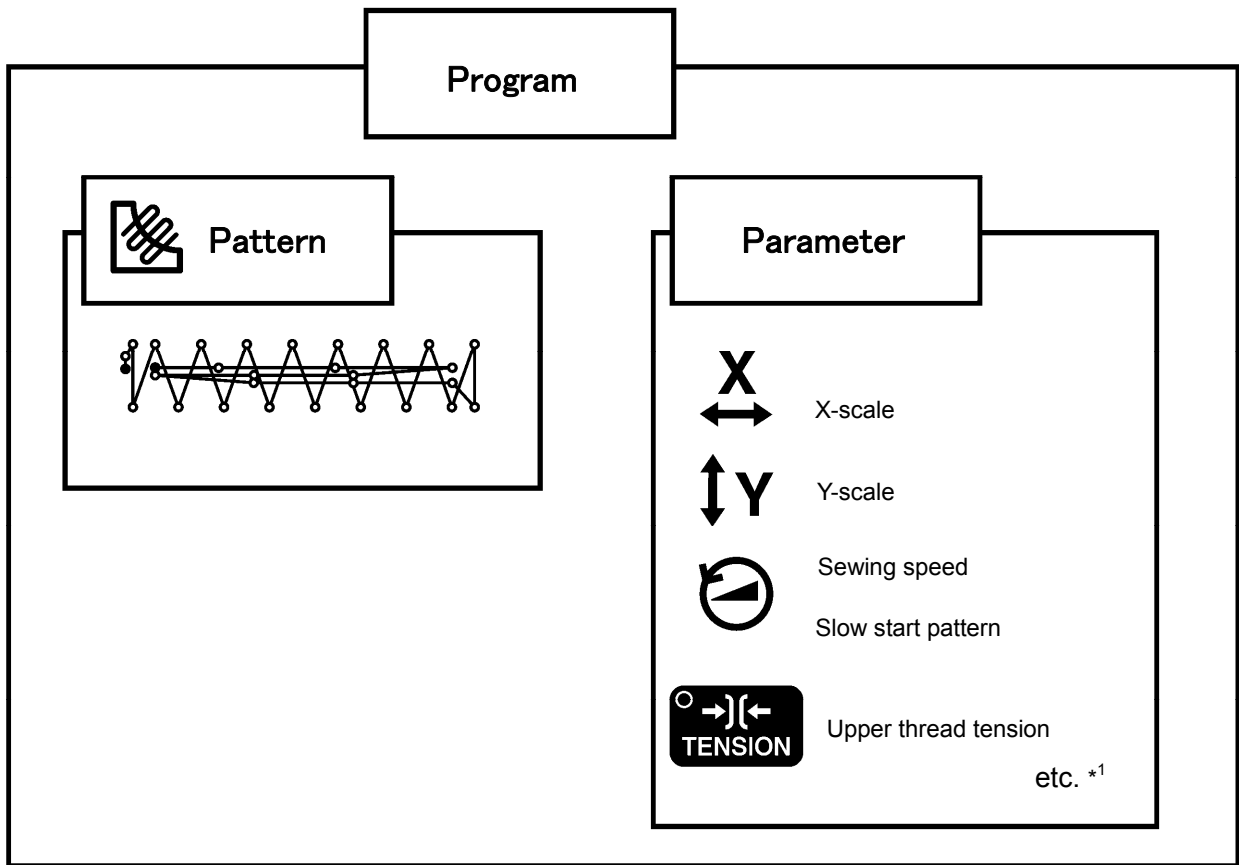 Program
Pattern
Parameter
X
X-scale
Y
Y-scale
Sewing speed
Slow start pattern
TENSION
Upper thread tension
etc. *1